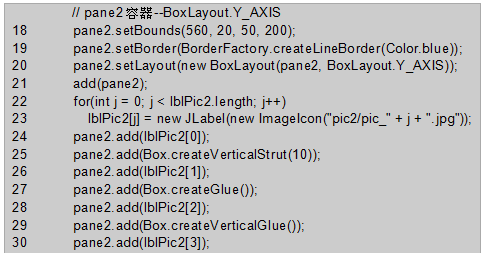 // pane2容器--BoxLayout.Y_AXIS
18 pane2.setBounds(560, 20, 50, 200);
19 pane2.setBorder(BorderFactory.createLineBorder(Color.blue));
20 pane2.setLayout(new BoxLayout(pane2, BoxLayout.Y_AXIS));
21 add(pane2);
22 for(int j = 0; j < lblPic2.length; j++)
23 lblPic2[j] = new JLabel(new ImageIcon("pic2/pic_" + j + ".jpg"));
24 pane2.add(lblPic2[0]);
25 pane2.add(Box.createVerticalStrut(10));
26 pane2.add(lblPic2[1]);
27 pane2.add(Box.createGlue());
28 pane2.add(lblPic2[2]);
29 pane2.add(Box.createVerticalGlue());
30 pane2.add(lblPic2[3]);